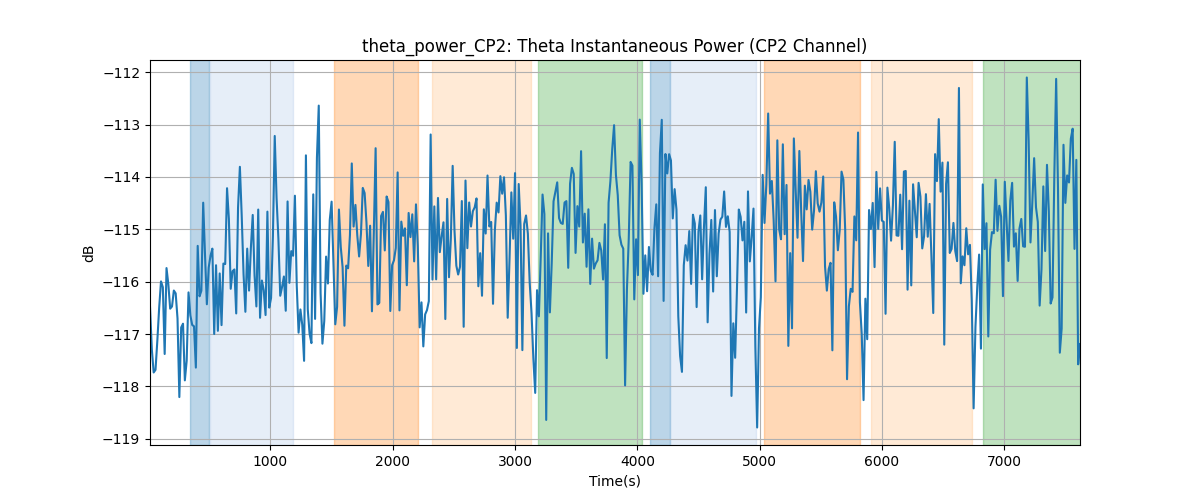 theta_power_CP2: Theta Instantaneous Power (CP2 Channel)
−112
−113
−114
−115
−116
−117
−118
−119
dB
1000 2000 3000 4000 5000 6000 7000
Time(s)